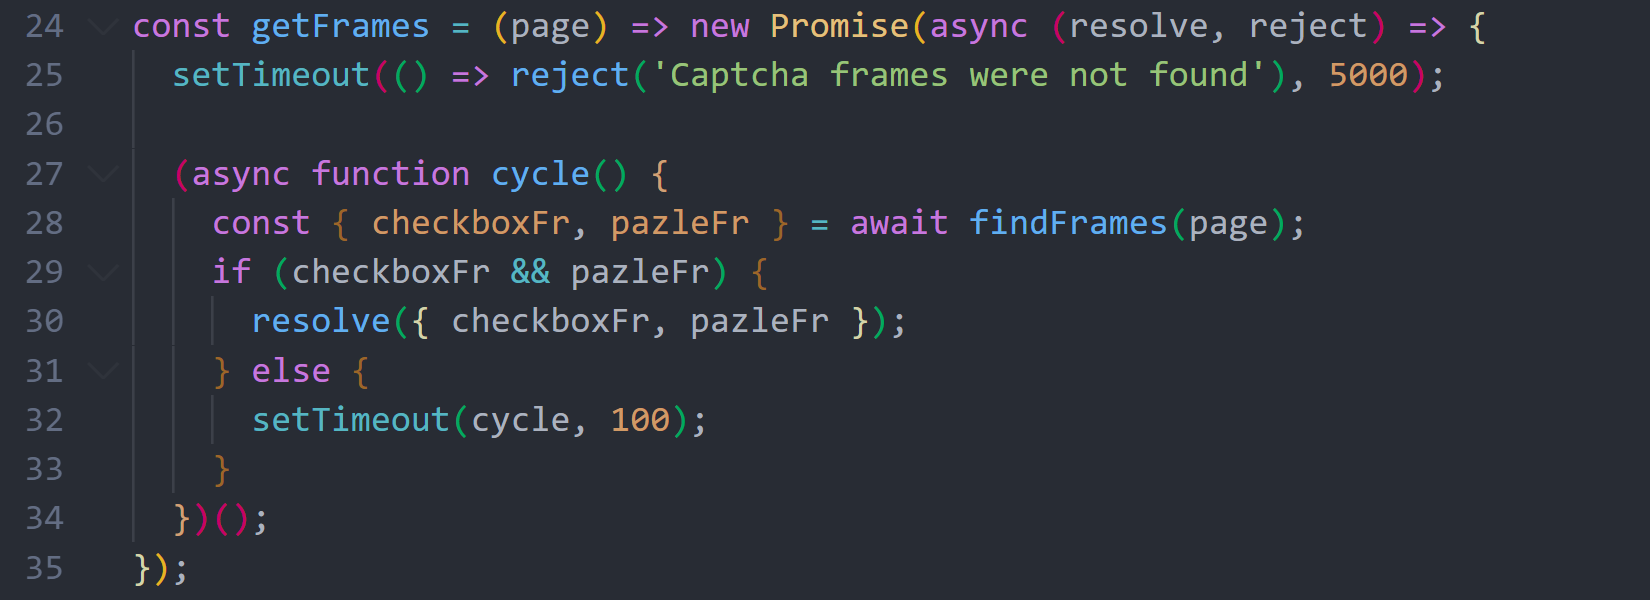 24 const getFrames = (page) => new Promise(async (resolve, reject) => {
25   setTimeout(() => reject('Captcha frames were not found'), 5000);
26
27   (async function cycle() {
28     const { checkboxFr, pazleFr } = await findFrames(page);
29     if (checkboxFr && pazleFr) {
30       resolve({ checkboxFr, pazleFr });
31     } else {
32       setTimeout(cycle, 100);
33     }
34   })();
35 });